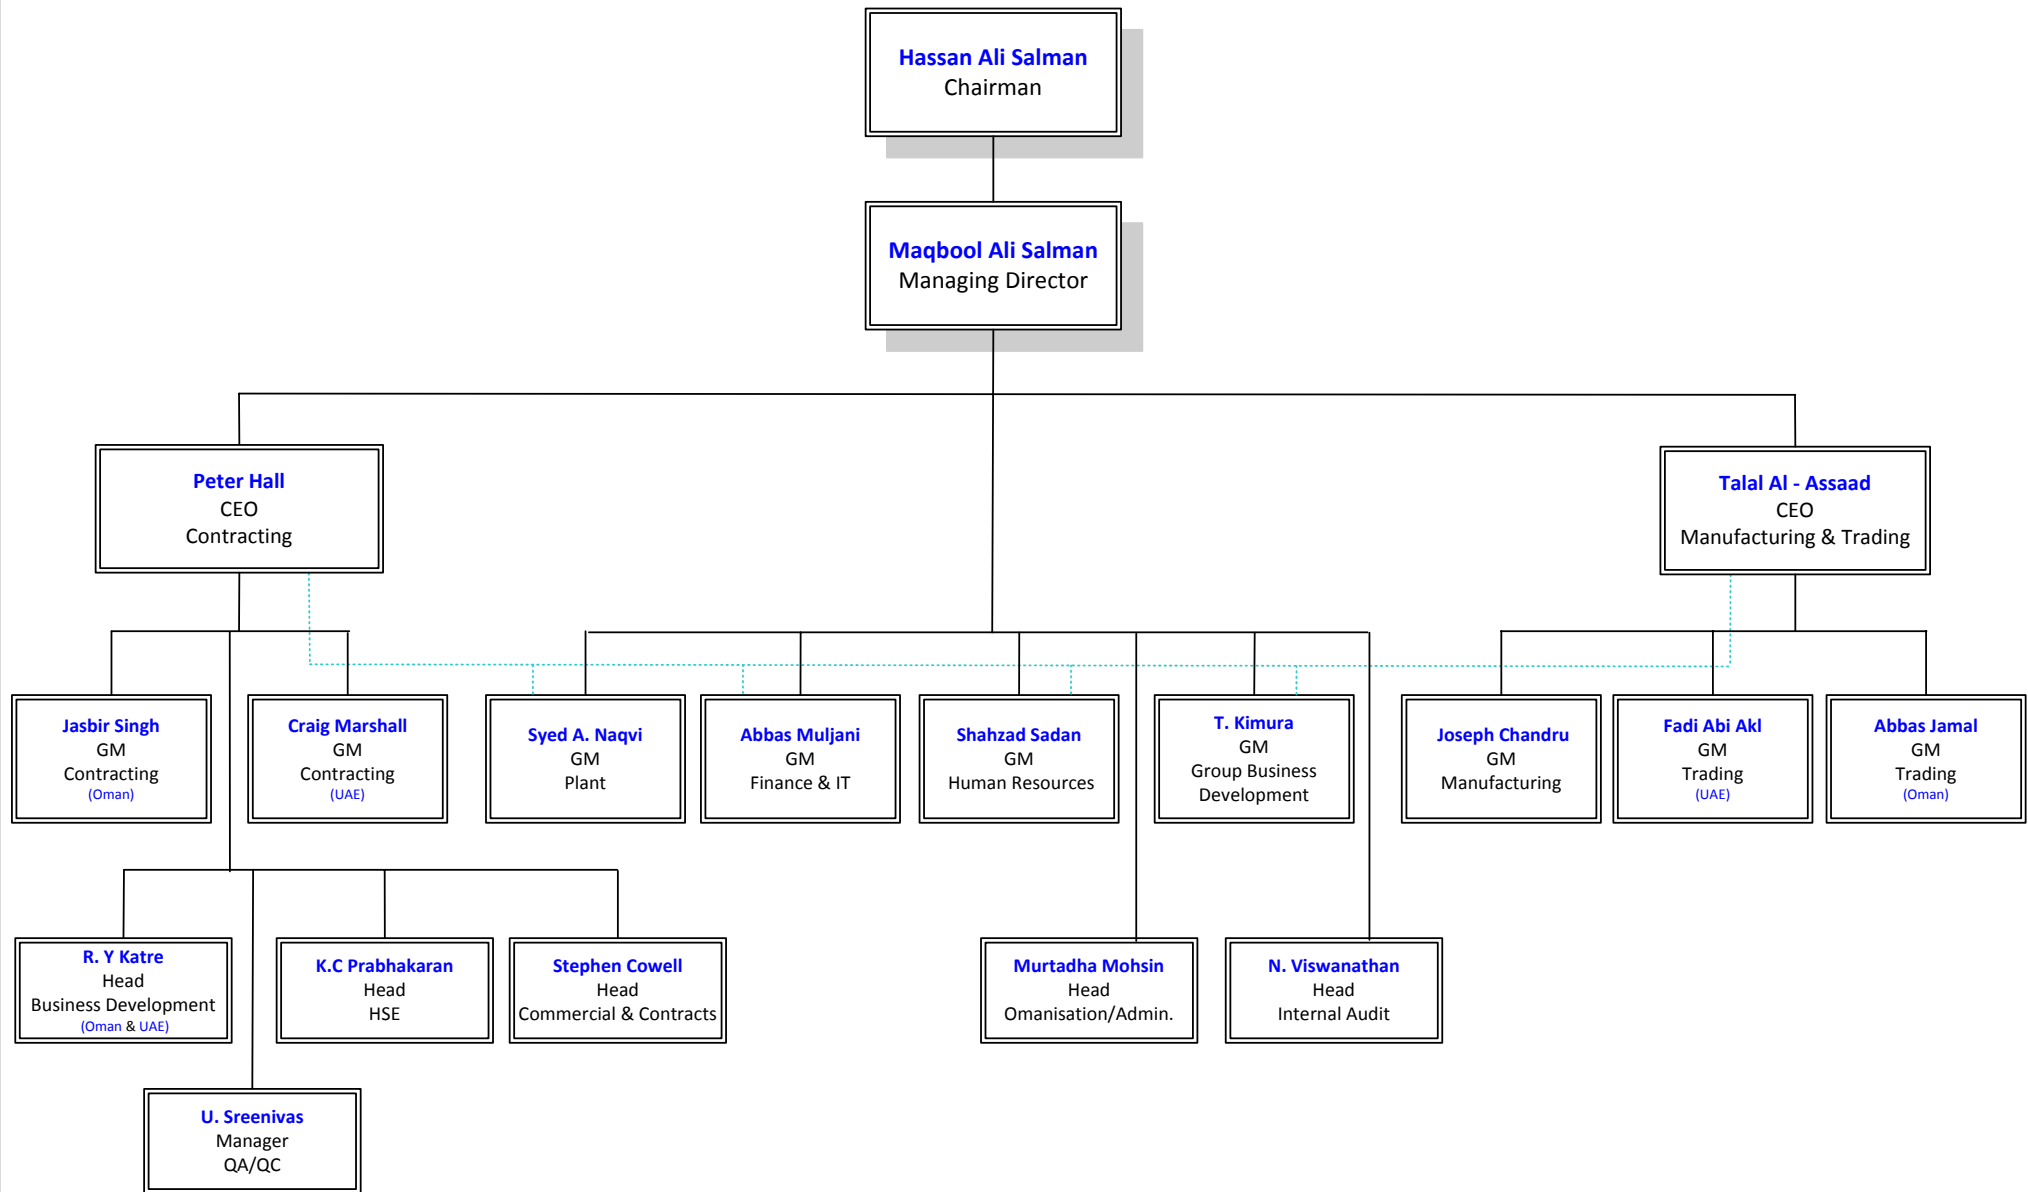 Hassan Ali Salman
Chairman
Maqbool Ali Salman
Managing Director
Peter Hall
CEO
Contracting
Talal Al - Assaad
CEO
Manufacturing & Trading
Jasbir Singh
GM
Contracting
(Oman)
Craig Marshall
GM
Contracting
(UAE)
Syed A. Naqvi
GM
Plant
Abbas Muljani
GM
Finance & IT
Shahzad Sadan
GM
Human Resources
T. Kimura
GM
Group Business
Development
Joseph Chandru
GM
Manufacturing
Fadi Abi Akl
GM
Trading
(UAE)
Abbas Jamal
GM
Trading
(Oman)
R. Y Katre
Head
Business Development
(Oman & UAE)
K.C Prabhakaran
Head
HSE
Stephen Cowell
Head
Commercial & Contracts
Murtadha Mohsin
Head
Omanisation/Admin.
N. Viswanathan
Head
Internal Audit
U. Sreenivas
Manager
QA/QC